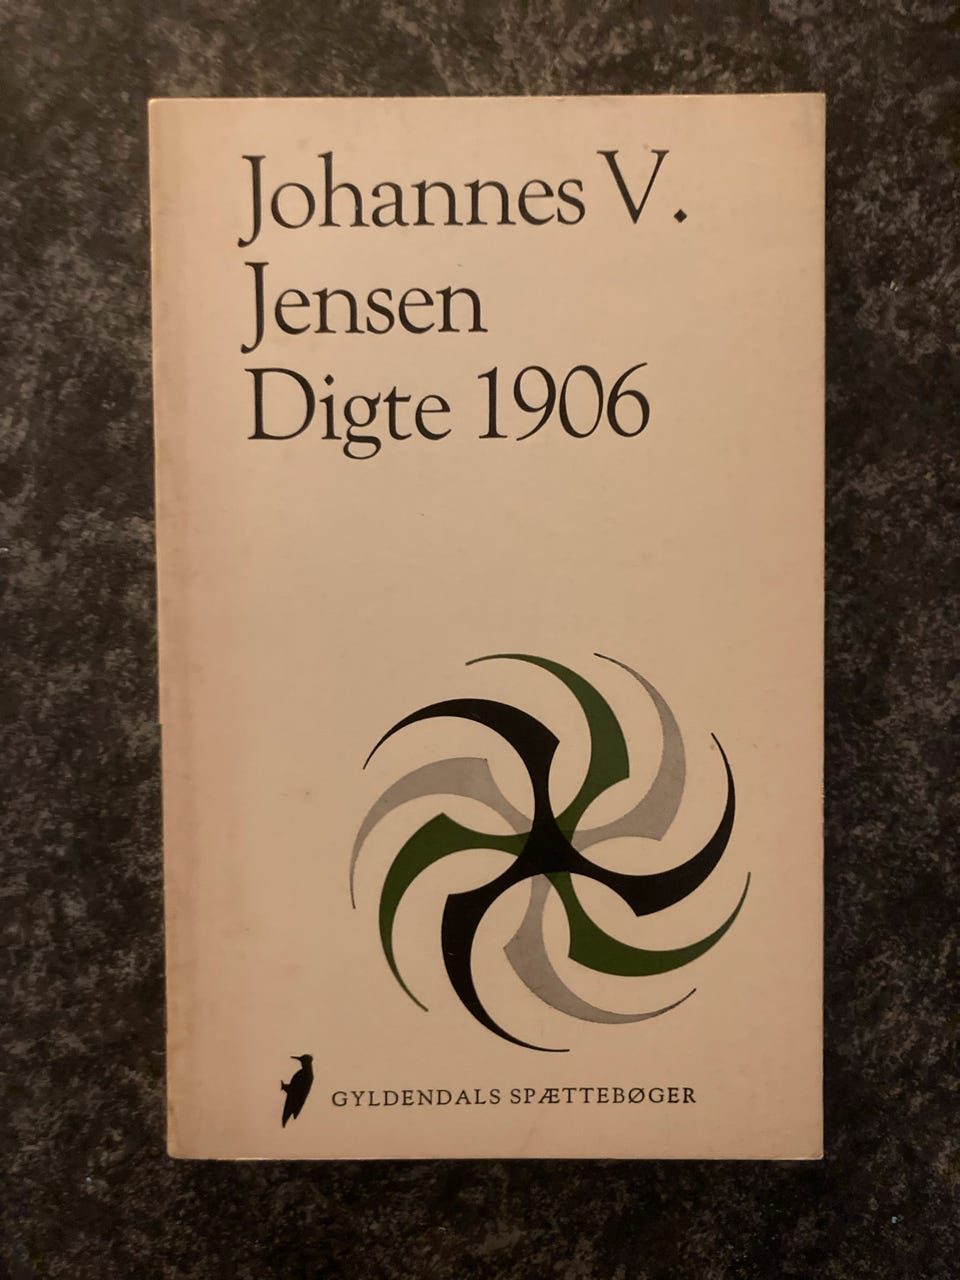 Johannes V.
Jensen
Digte 1906
GYLDENDALS SPÆTTEBØGER